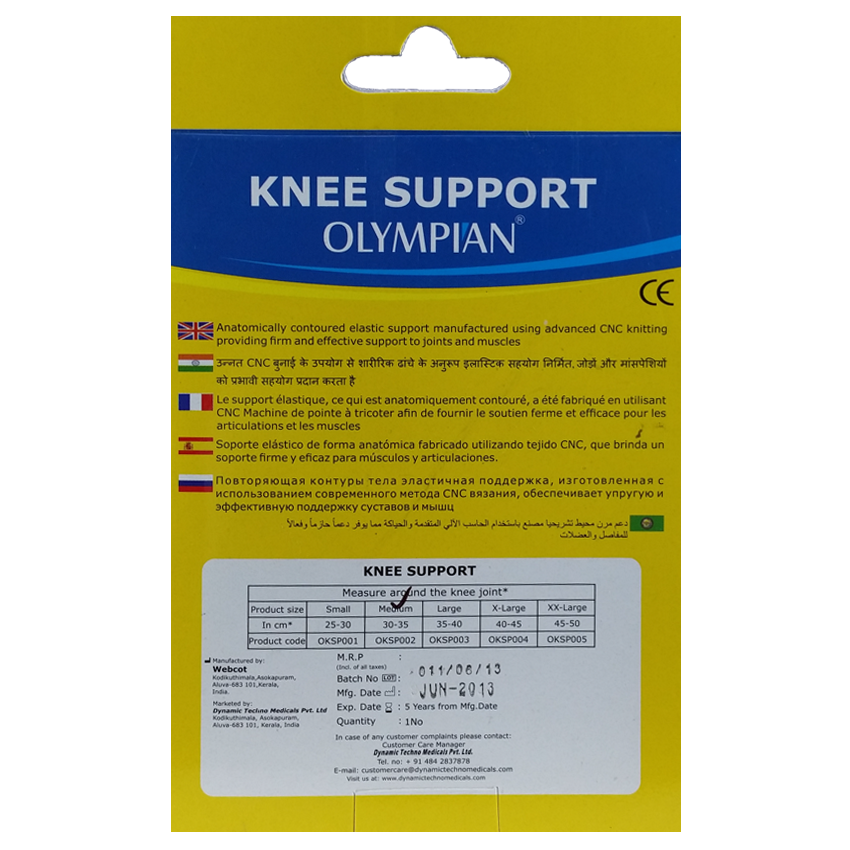 KNEE SUPPORT
OLYMPIAN®
CE
Anatomically contoured elastic support manufactured using advanced CNC knitting
providing firm and effective support to joints and muscles
उन्नत CNC बुनाई के उपयोग से शारीरिक ढांचे के अनुरूप इलास्टिक सहयोग निर्मित, जोडों और मांसपेशियों
को प्रभावी सहयोग प्रदान करता है
Le support élastique, ce qui est anatomiquement contouré, a été fabriqué en utilisant
CNC Machine de pointe à tricoter afin de fournir le soutien ferme et efficace pour les
articulations et les muscles
Soporte elástico de forma anatómica fabricado utilizando tejido CNC, que brinda un
soporte firme y eficaz para músculos y articulaciones.
Повторяющая контуры тела эластичная поддержка, изготовленная с
использованием современного метода CNC вязания, обеспечивает упругую и
эффективную поддержку суставов и мышц
دعم مرن محيط تشريحيا مصنع باستخدام الحاسب الآلي المتقدمة والحياكة مما يوفر دعماً حازماً وفعالاً
للمفاصل والعضلات
KNEE SUPPORT
Measure around the knee joint*
Product size Small Medium Large X-Large XX-Large
In cm* 25-30 30-35 35-40 40-45 45-50
Product code OKSP001 OKSP002 OKSP003 OKSP004 OKSP005
Manufactured by:
Webcot
Kodikuthimala,Asokapuram,
Aluva-683 101,Kerala,
India.
Marketed by:
Dynamic Techno Medicals Pvt. Ltd
Kodikuthimala, Asokapuram,
Aluva-683 101, Kerala, India
M.R.P :
(Incl. of all taxes)
Batch No LOT : 011/06/13
Mfg. Date : JUN-2013
Exp. Date : 5 Years from Mfg.Date
Quantity : 1No
In case of any customer complaints please contact:
Customer Care Manager
Dynamic Techno Medicals Pvt. Ltd.
Tel. no: + 91 484 2837878
E-mail: customercare@dynamictechnomedicals.com
Visit us at: www.dynamictechnomedicals.com